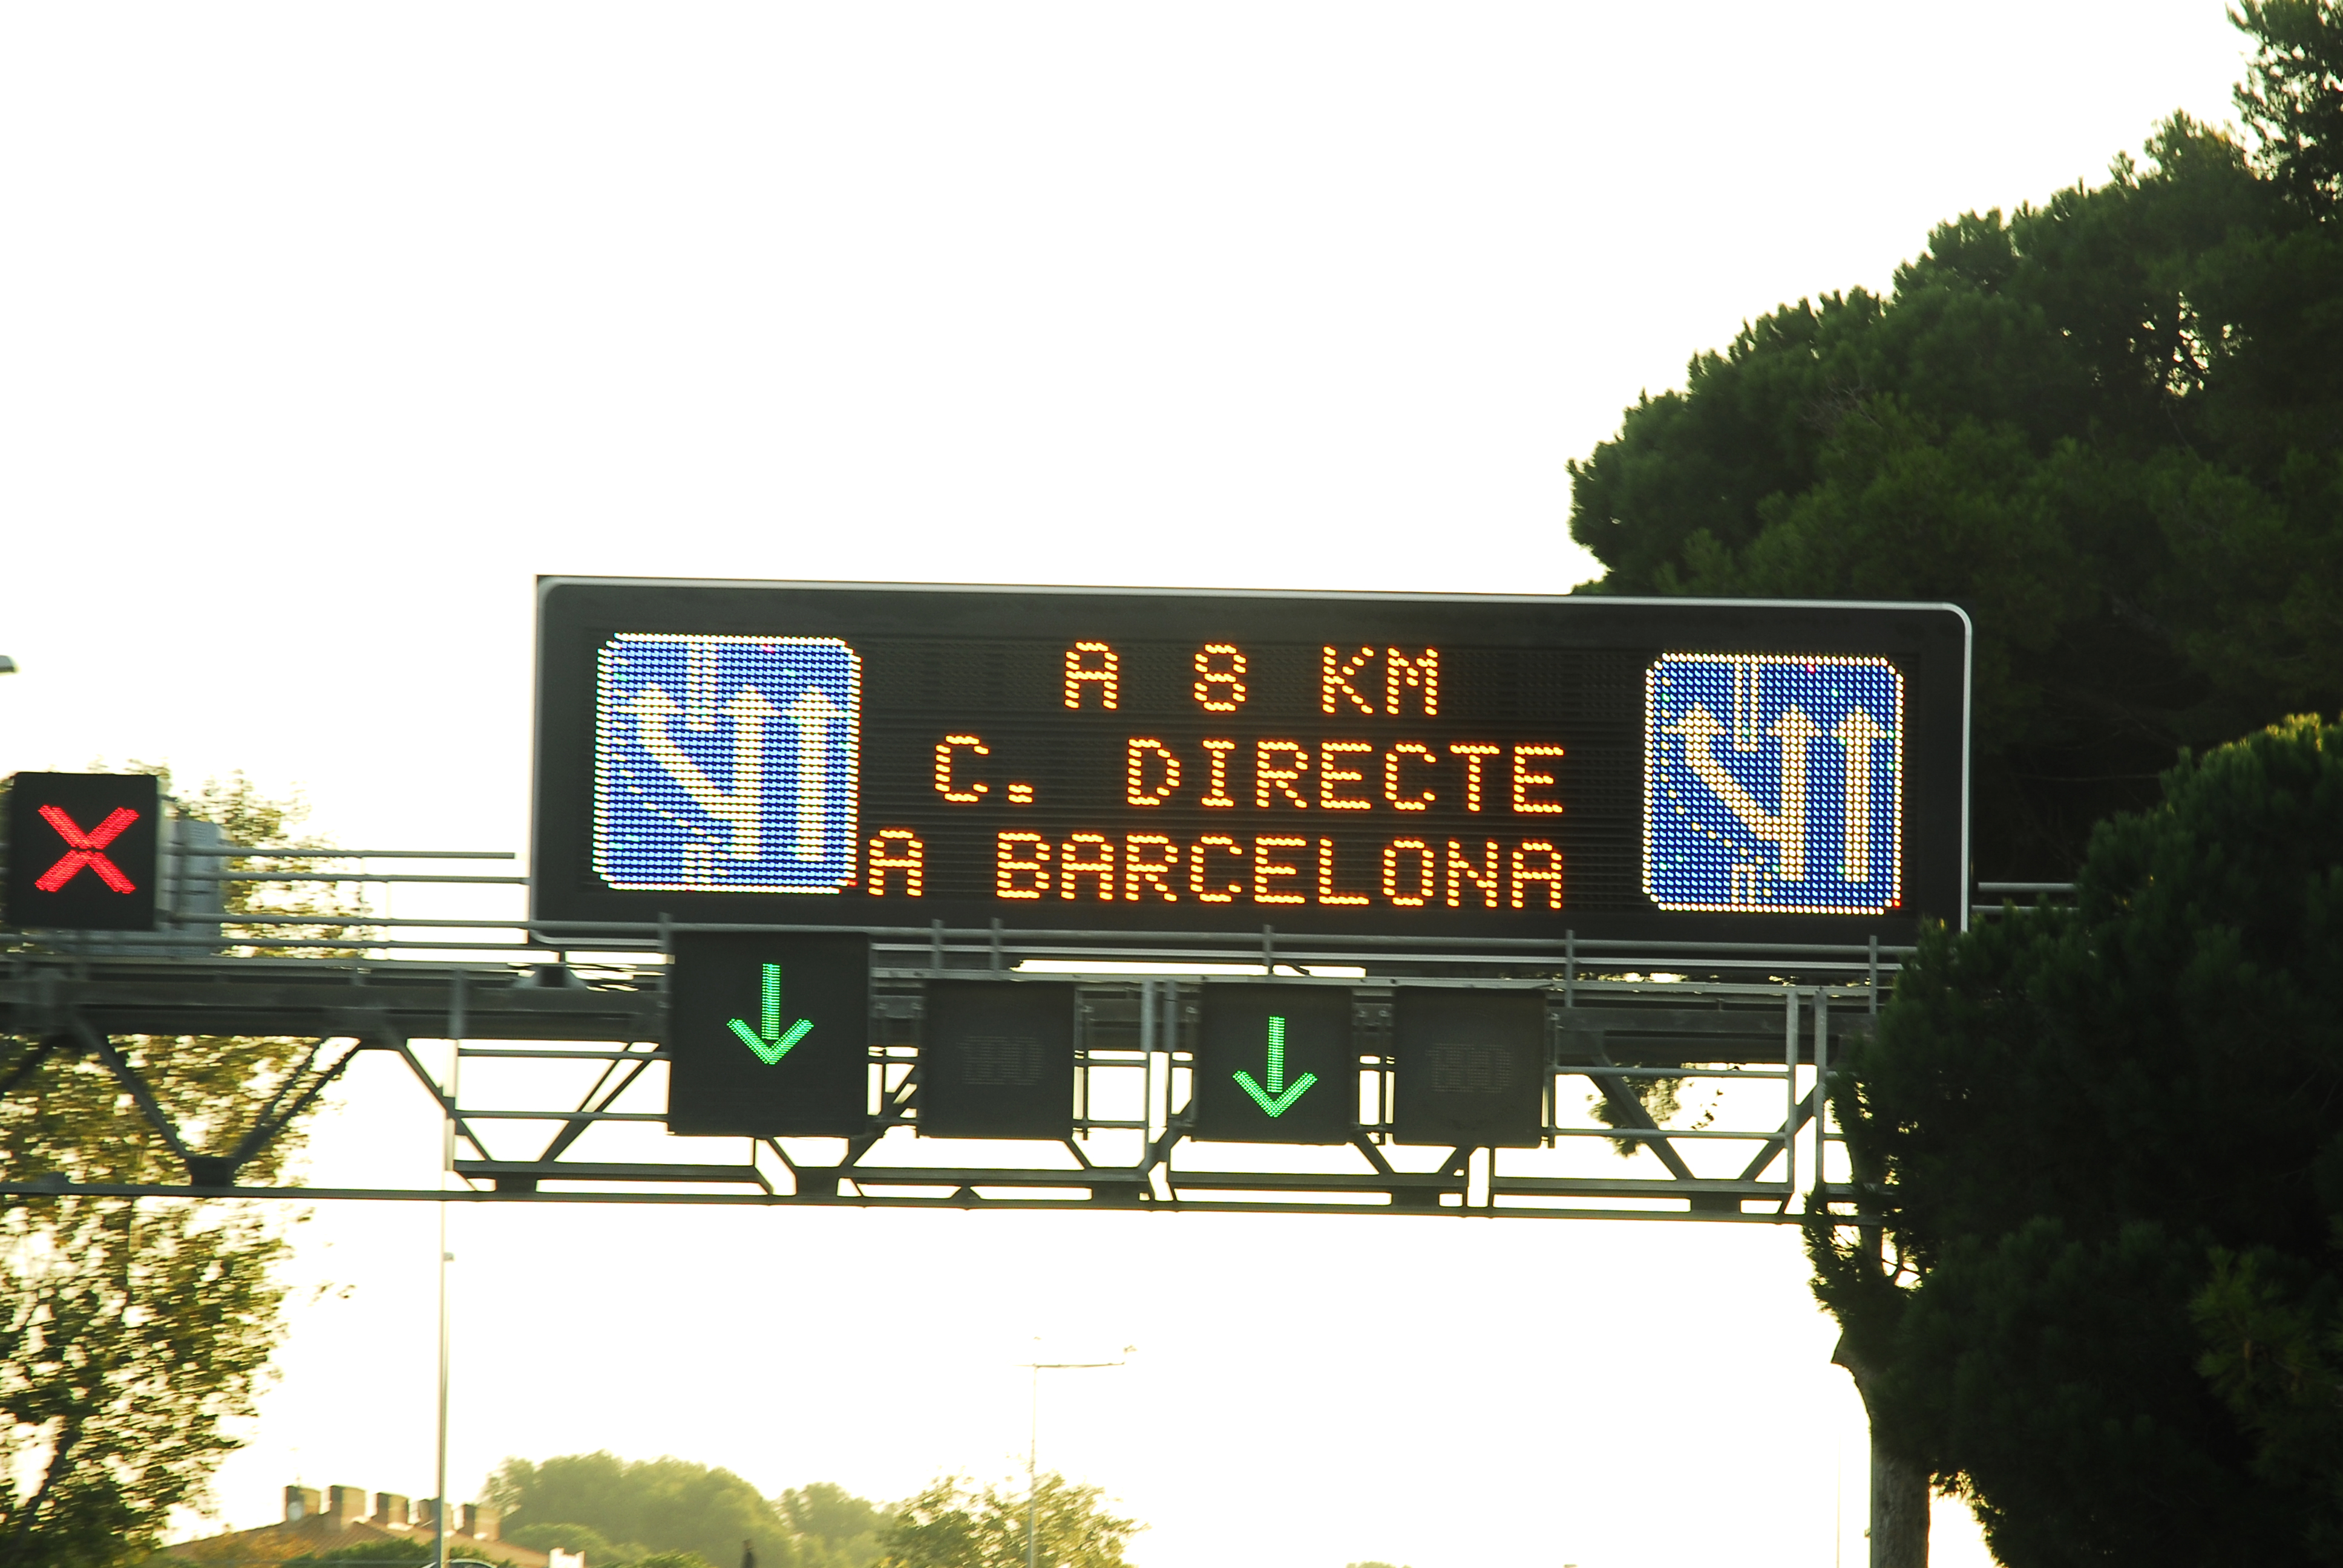 A 8 KM
C. DIRECTE
A BARCELONA